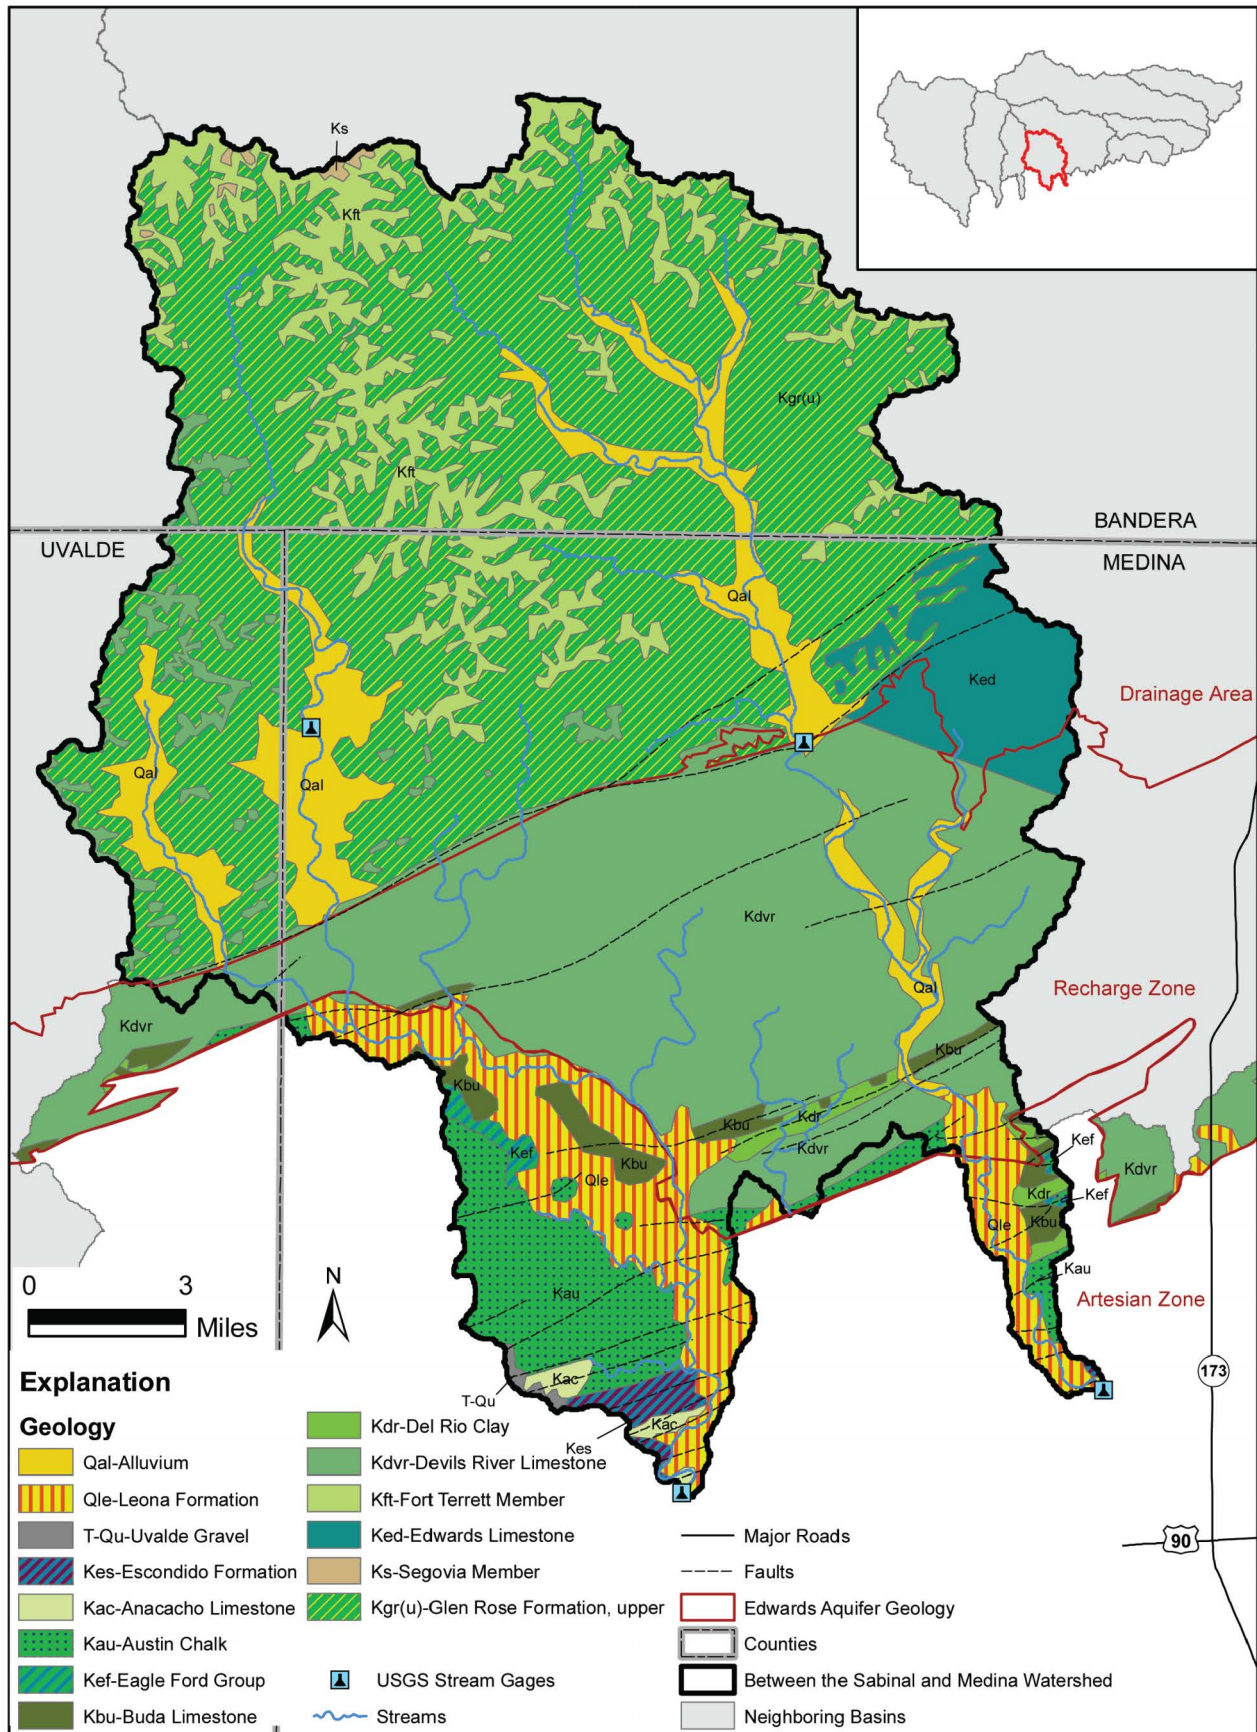 Ks
Kft
Kgr(u)
Kft
BANDERA
UVALDE
MEDINA
Qal
Ked
Drainage Area
Qal
Qal
Kdvr
Qal
Recharge Zone
Kdvr
Kbu
Kbu
Kdr
Kbu
Kef
Kef
Kdvr
Kbu
Qle
Kdvr
Kdr
Kef
Qle
Kbu
Kau
Kau
Artesian Zone
0 3
Miles
N
173
Kac
T-Qu
Kac
Kes
90
Explanation
Geology
Qal-Alluvium
Qle-Leona Formation
T-Qu-Uvalde Gravel
Kes-Escondido Formation
Kac-Anacacho Limestone
Kau-Austin Chalk
Kef-Eagle Ford Group
Kbu-Buda Limestone
Kdr-Del Rio Clay
Kdvr-Devils River Limestone
Kft-Fort Terrett Member
Ked-Edwards Limestone
Ks-Segovia Member
Kgr(u)-Glen Rose Formation, upper
USGS Stream Gages
Streams
Major Roads
Faults
Edwards Aquifer Geology
Counties
Between the Sabinal and Medina Watershed
Neighboring Basins